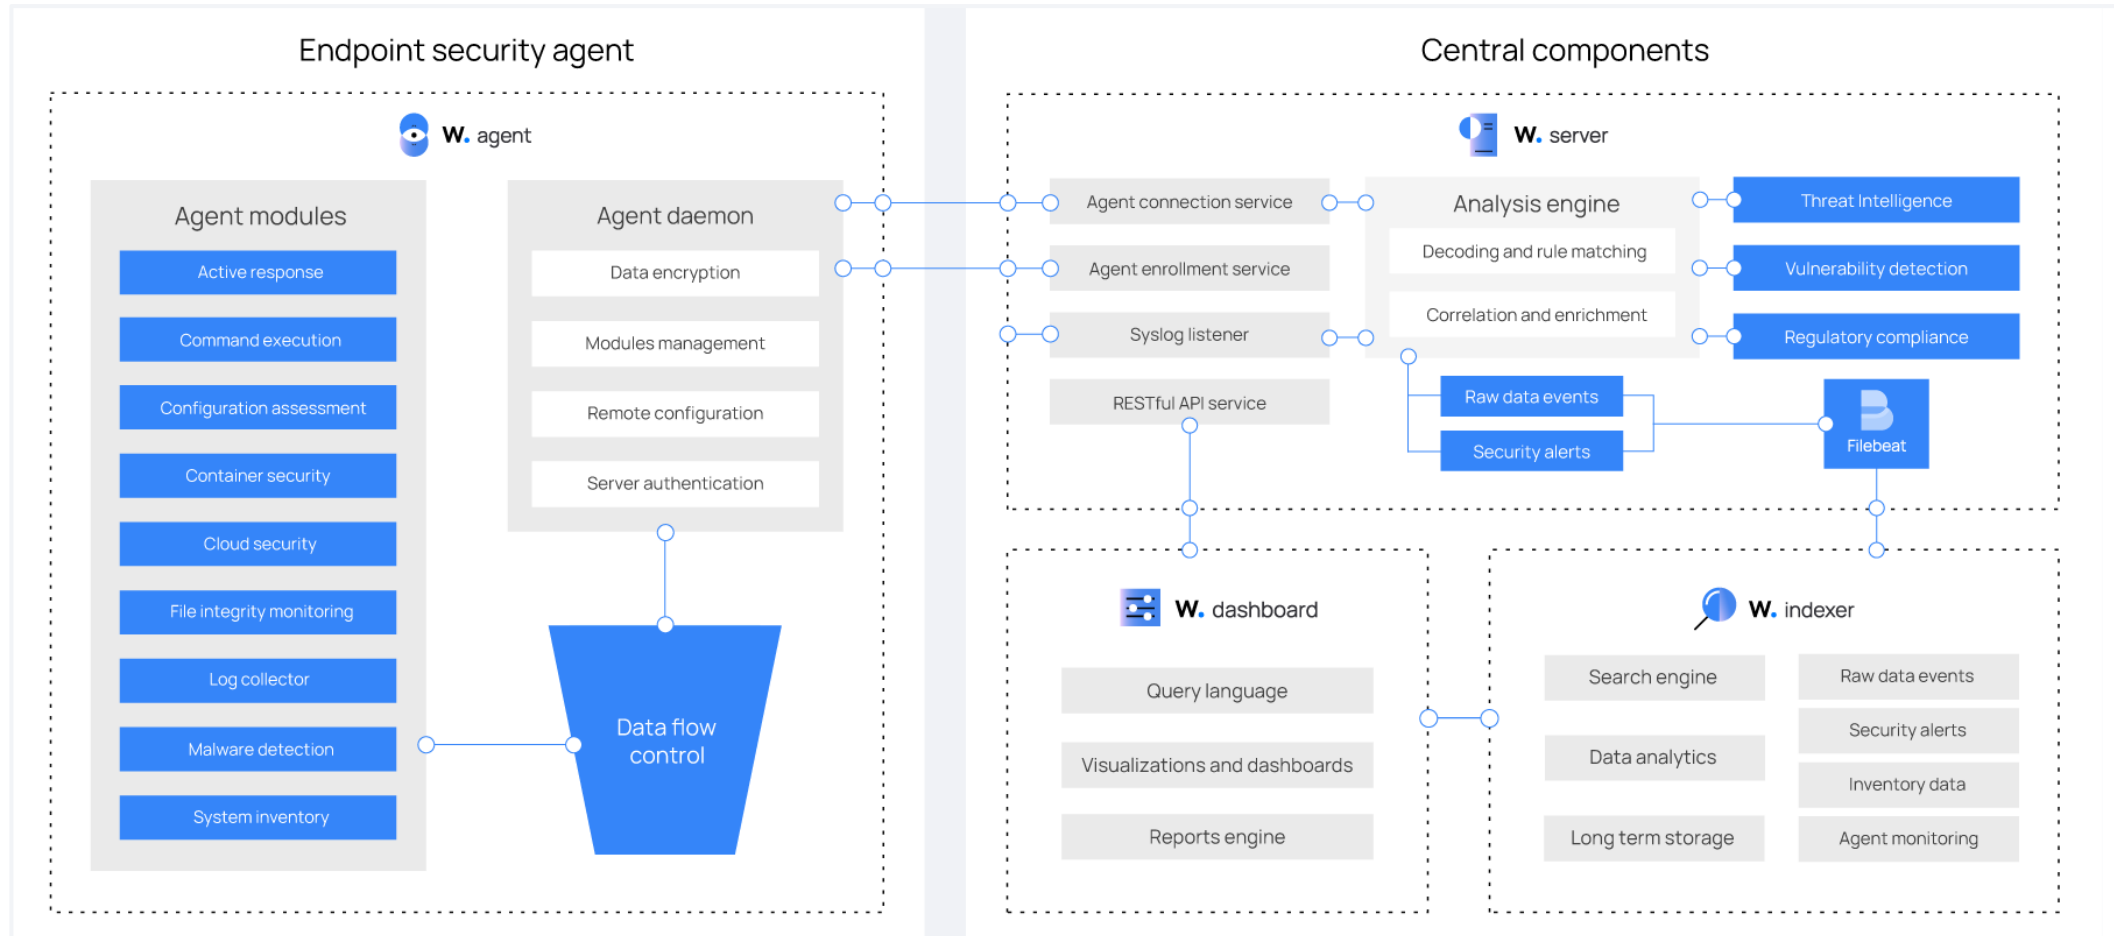 Endpoint security agent
W. agent
Agent modules
Active response
Command execution
Configuration assessment
Container security
Cloud security
File integrity monitoring
Log collector
Malware detection
System inventory
Agent daemon
Data encryption
Modules management
Remote configuration
Server authentication
Data flow
control
Central components
W. server
Agent connection service
Agent enrollment service
Syslog listener
RESTful API service
Analysis engine
Decoding and rule matching
Correlation and enrichment
Threat Intelligence
Vulnerability detection
Regulatory compliance
Raw data events
Security alerts
Filebeat
W. dashboard
Query language
Visualizations and dashboards
Reports engine
W. indexer
Search engine
Data analytics
Long term storage
Raw data events
Security alerts
Inventory data
Agent monitoring